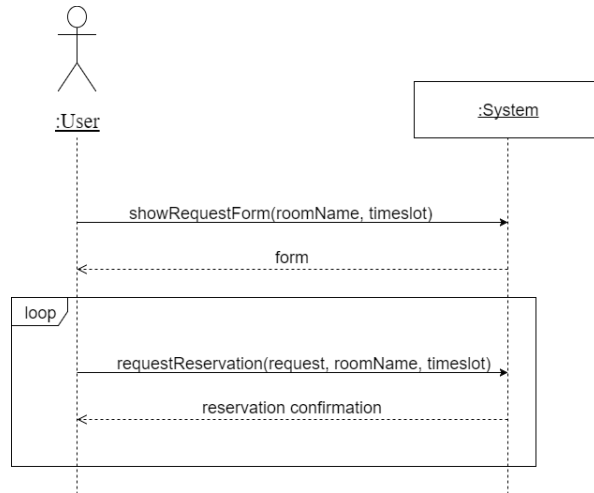 :User
:System
showRequestForm(roomName, timeslot)
form
loop
requestReservation(request, roomName, timeslot)
reservation confirmation